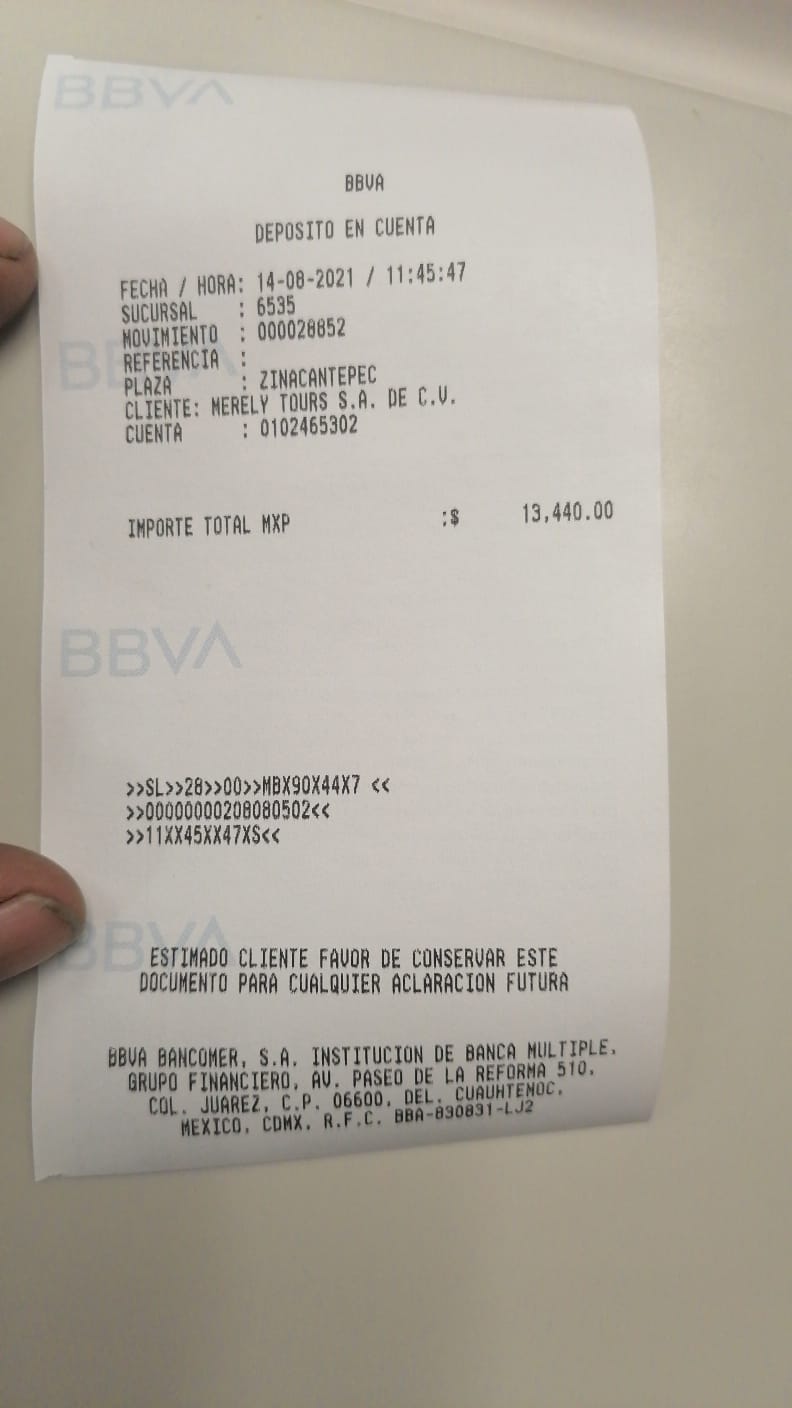 BBVA
BBVA
DEPOSITO EN CUENTA
FECHA / HORA: 14-08-2021 / 11:45:47
SUCURSAL : 6535
MOVIMIENTO : 000028852
REFERENCIA :
PLAZA : ZINACANTEPEC
CLIENTE: MERELY TOURS S.A. DE C.V.
CUENTA : 0102465302
IMPORTE TOTAL MXP :$ 13,440.00
BBVA
>>SL>>28>>00>>MBX90X44X7 <<
>>00000000208080502<<
>>11XX45XX47XS<<
BBVA
ESTIMADO CLIENTE FAVOR DE CONSERVAR ESTE
DOCUMENTO PARA CUALQUIER ACLARACION FUTURA
BBVA BANCOMER, S.A. INSTITUCION DE BANCA MULTIPLE,
GRUPO FINANCIERO, AV. PASEO DE LA REFORMA 510,
COL. JUAREZ, C.P. 06600, DEL. CUAUHTEMOC,
MEXICO, CDMX, R.F.C. BBA-830831-LJ2